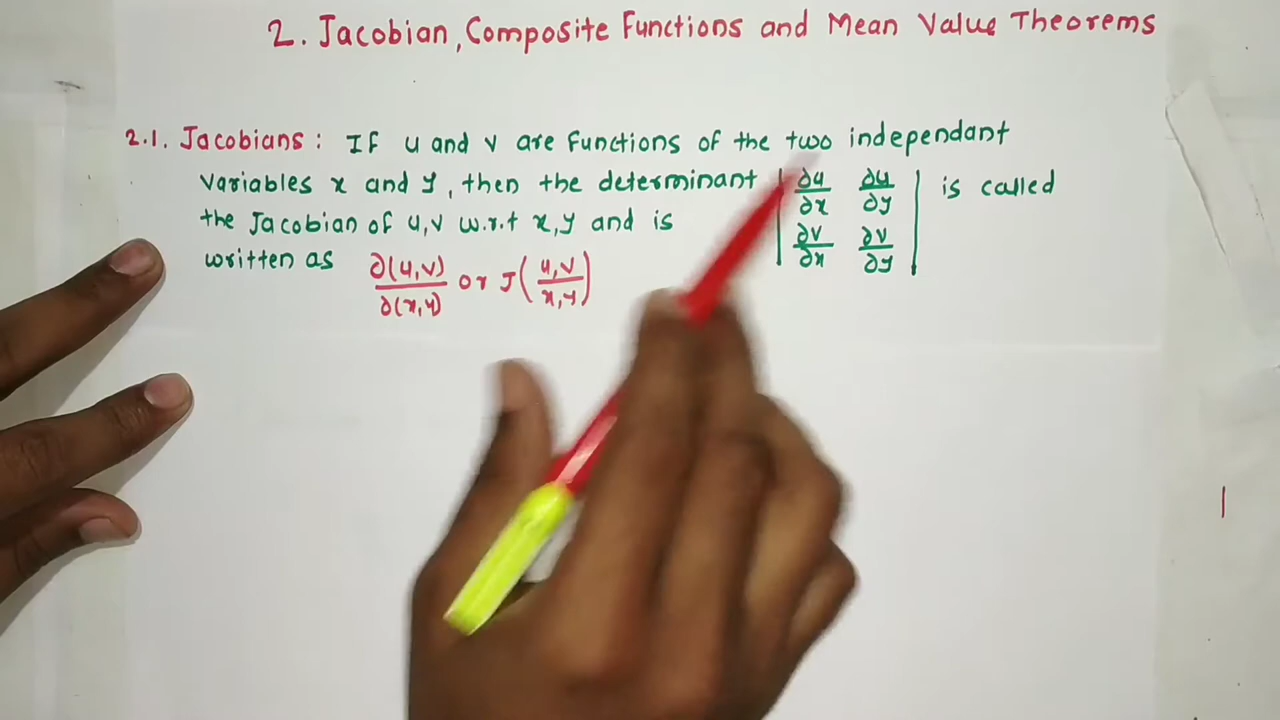 2. Jacobian, Composite Functions and Mean Value Theorems
2.1. Jacobians: If u and v are functions of the two independant
variables x and y, then the determinant | ∂u/∂x ∂u/∂y ; ∂v/∂x ∂v/∂y | is called
the Jacobian of u,v w.r.t x,y and is
written as ∂(u,v)/∂(x,y) or J(u,v/x,y)